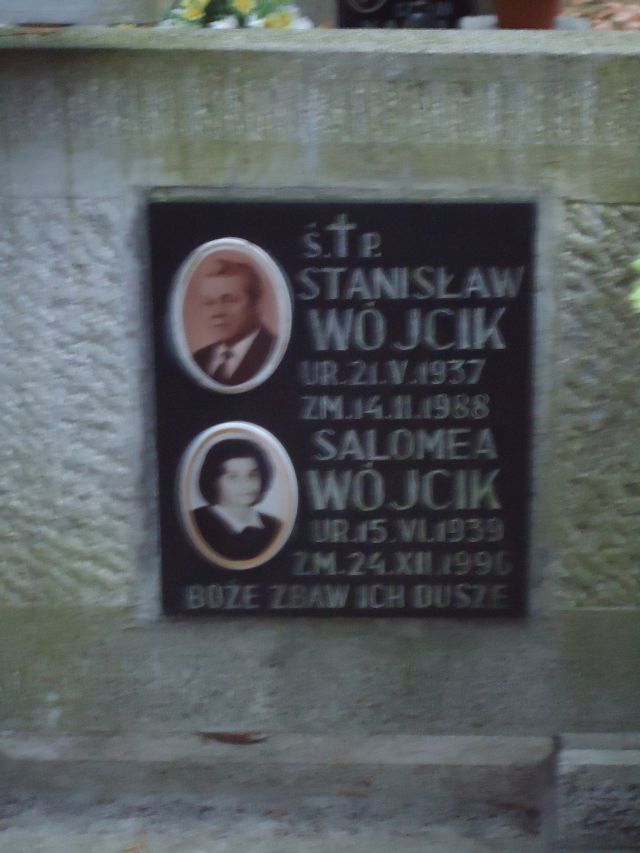 Ś.†P.
STANISŁAW
WÓJCIK
UR.21.V.1937
ZM.14.II.1988
SALOMEA
WÓJCIK
UR.15.VI.1939
ZM.24.XII.1996
BOŻE ZBAW ICH DUSZE